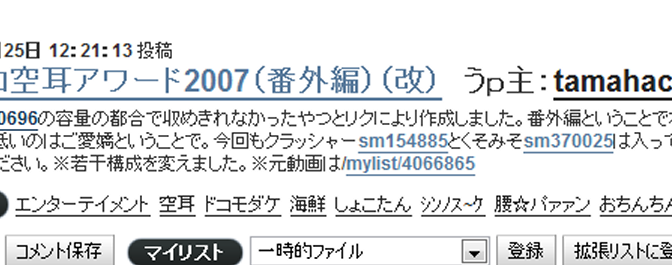 25日 12：21：13 投稿
空耳アワード2007（番外編）（改） うp主：tamahac
0696の容量の都合で収めきれなかったやつとリクにより作成しました。番外編ということで
低いのはご愛嬌ということで。今回もクラッシャーsm154885とくそみそsm370025は入って
ださい。※若干構成を変えました。※元動画は/mylist/4066865
エンターテイメント 空耳 ドコモダケ 海鮮 しょこたん シソノス~ケ 腰☆パァァン おちんちん
コメント保存 マイリスト 一時的ファイル 登録 拡張リストに登